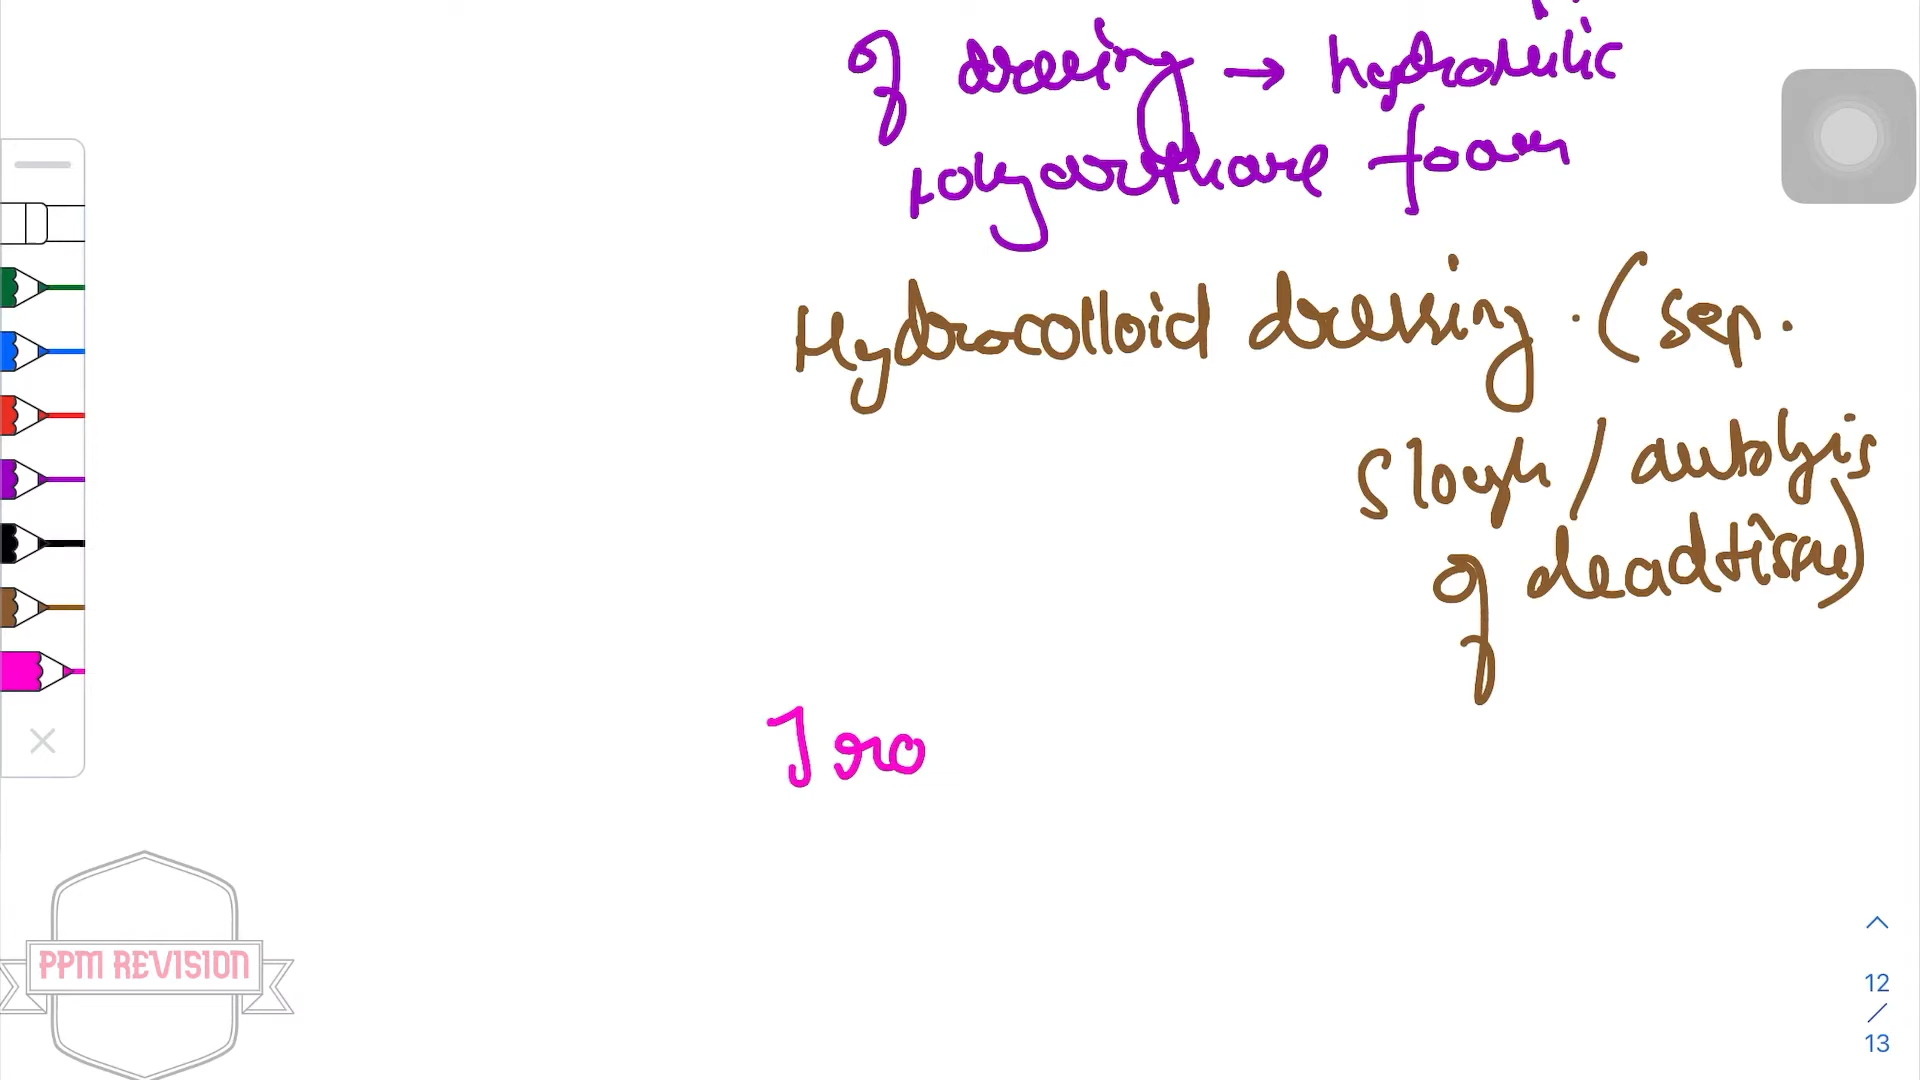 of dressing → hydrophilic
polyurethane foam
Hydrocolloid dressing. (sep.
slough / autolysis
of dead tissue)
Iro
PPM REVISION
12
/
13